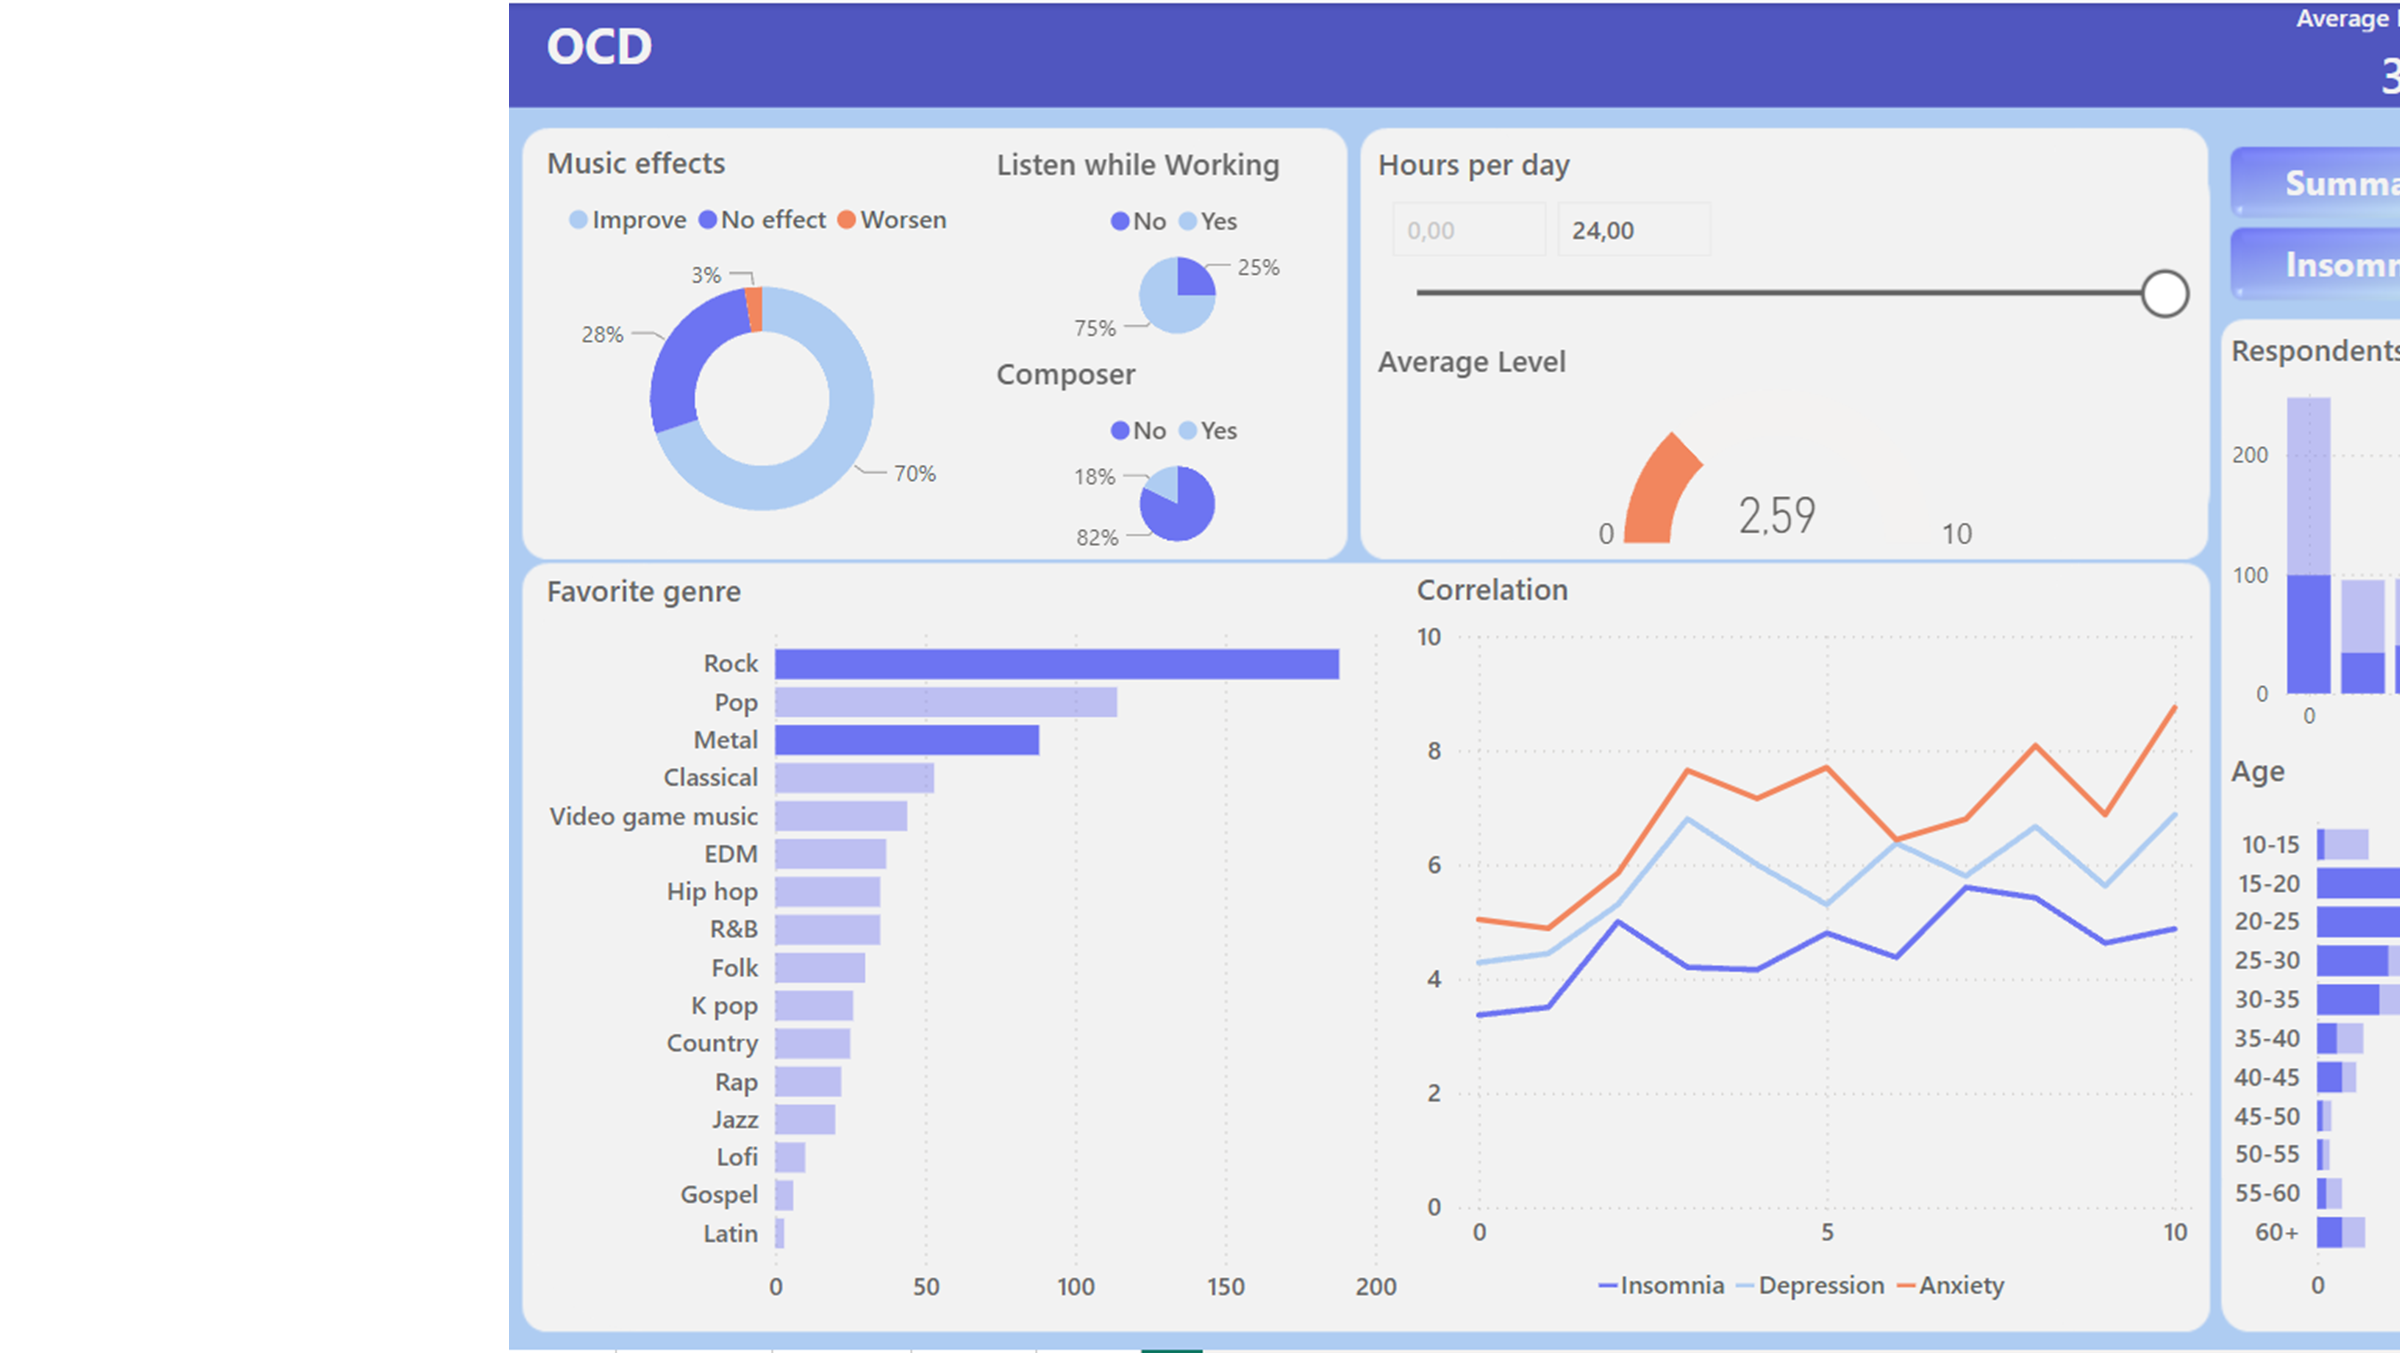 OCD
Average
3
Music effects
Improve No effect Worsen
3%
28%
70%
Listen while Working
No Yes
25%
75%
Composer
No Yes
18%
82%
Hours per day
0,00 24,00
Average Level
0 2,59 10
Favorite genre
Rock
Pop
Metal
Classical
Video game music
EDM
Hip hop
R&B
Folk
K pop
Country
Rap
Jazz
Lofi
Gospel
Latin
0 50 100 150 200
Correlation
10
8
6
4
2
0
0 5 10
Insomnia Depression Anxiety
Summa
Insomn
Respondents
200
100
0
0
Age
10-15
15-20
20-25
25-30
30-35
35-40
40-45
45-50
50-55
55-60
60+
0